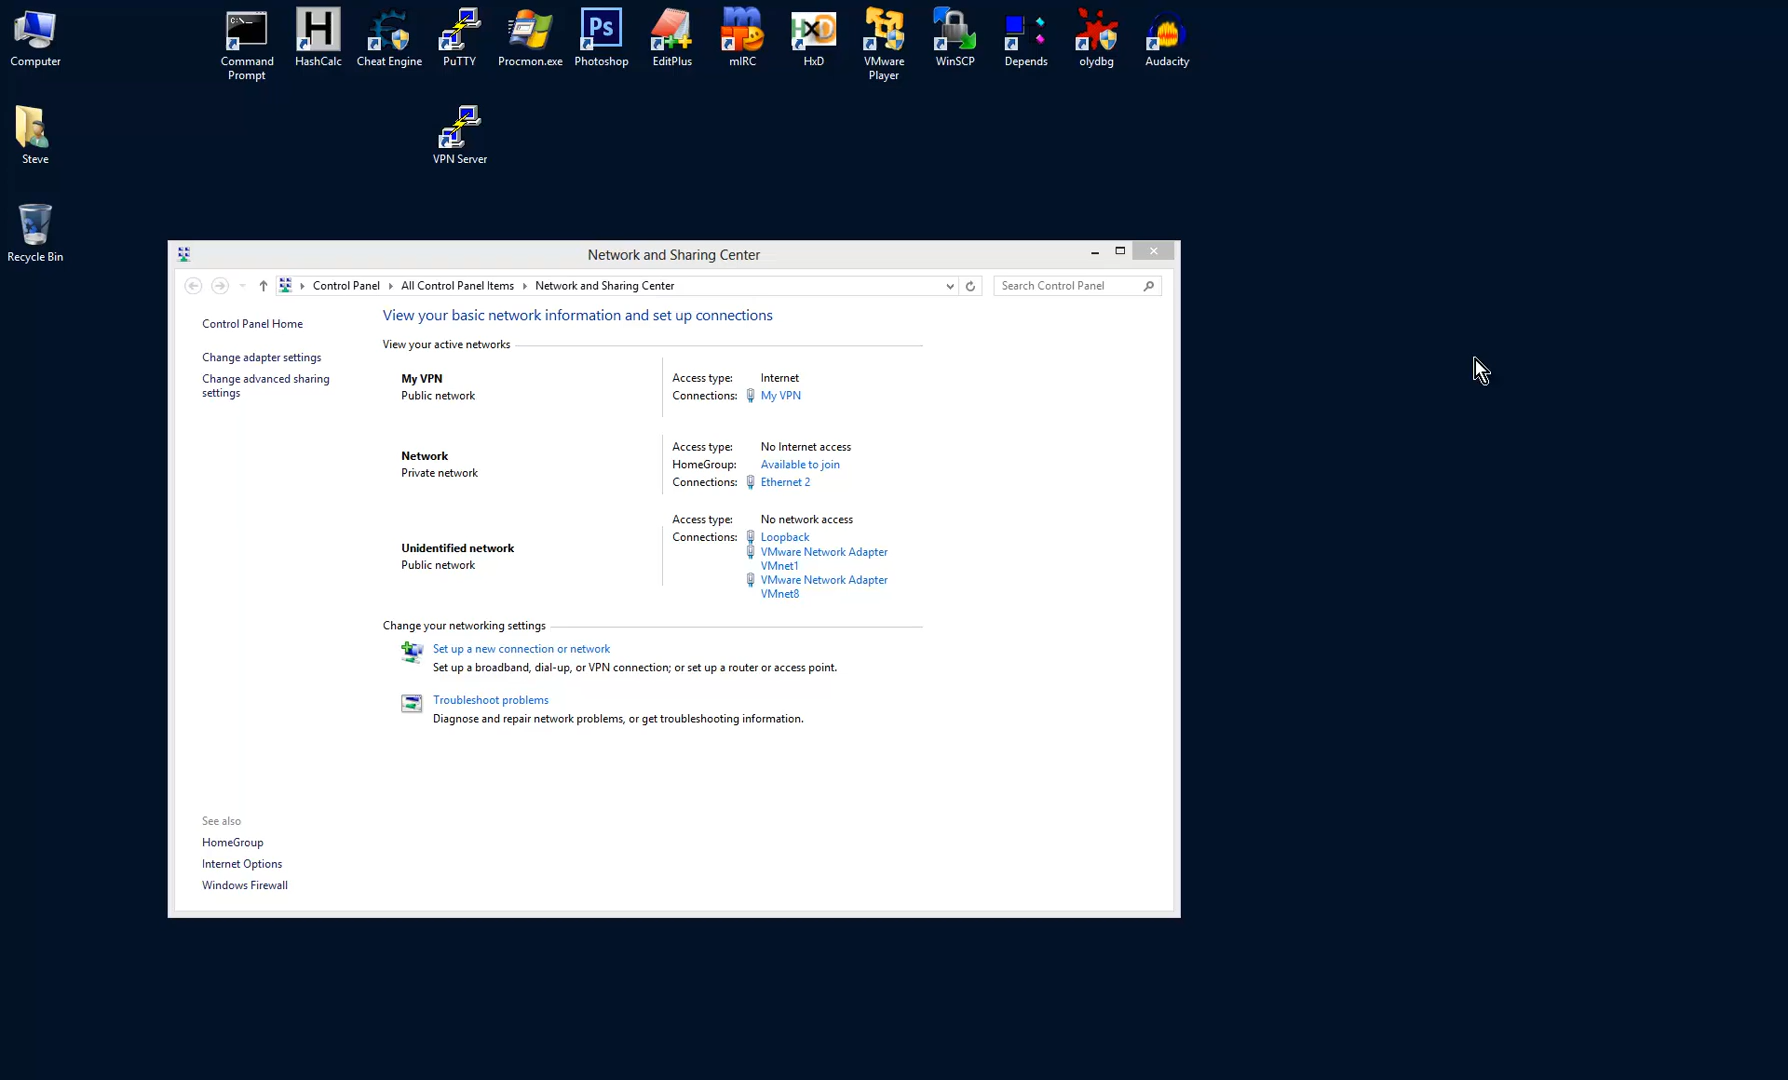 Computer
Command
Prompt
HashCalc
Cheat Engine
PuTTY
Procmon.exe
Photoshop
EditPlus
mIRC
HxD
VMware
Player
WinSCP
Depends
olydbg
Audacity
Steve
VPN Server
Recycle Bin
Network and Sharing Center
Control Panel All Control Panel Items Network and Sharing Center
Search Control Panel
Control Panel Home
Change adapter settings
Change advanced sharing
settings
View your basic network information and set up connections
View your active networks
My VPN
Public network
Access type: Internet
Connections: My VPN
Network
Private network
Access type: No Internet access
HomeGroup: Available to join
Connections: Ethernet 2
Unidentified network
Public network
Access type: No network access
Connections: Loopback
VMware Network Adapter
VMnet1
VMware Network Adapter
VMnet8
Change your networking settings
Set up a new connection or network
Set up a broadband, dial-up, or VPN connection; or set up a router or access point.
Troubleshoot problems
Diagnose and repair network problems, or get troubleshooting information.
See also
HomeGroup
Internet Options
Windows Firewall